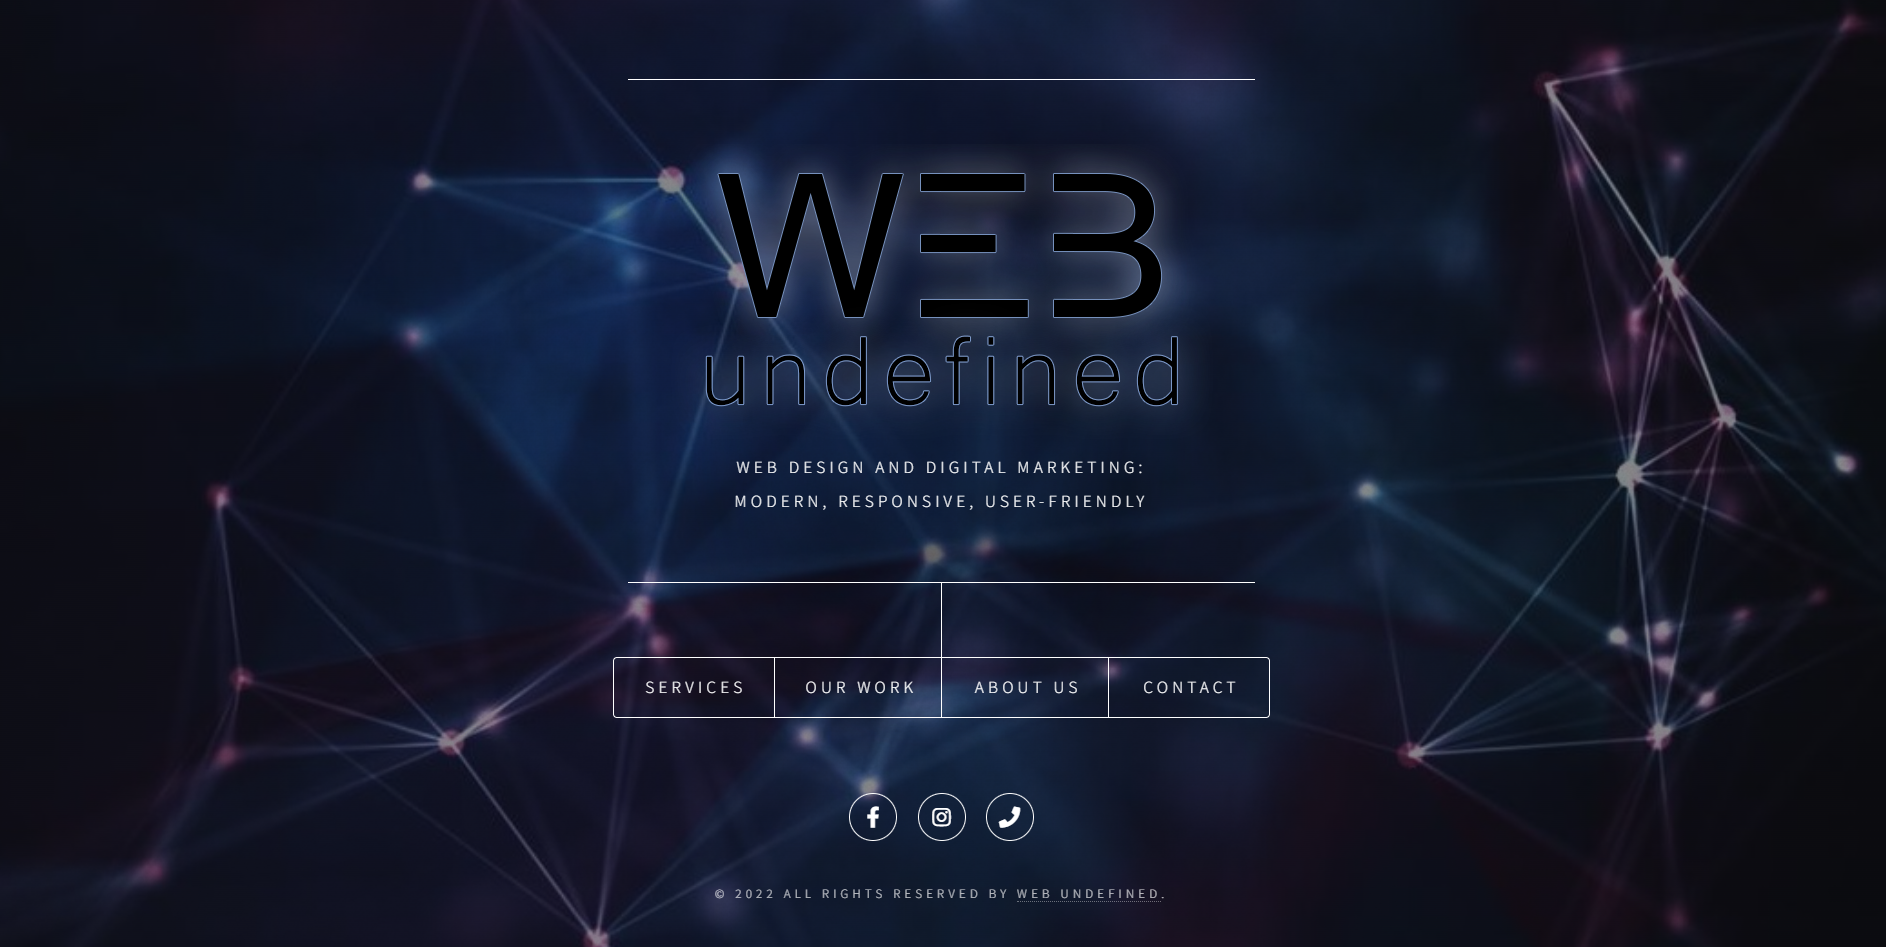 WEB
undefined
WEB DESIGN AND DIGITAL MARKETING:
MODERN, RESPONSIVE, USER-FRIENDLY
SERVICES OUR WORK ABOUT US CONTACT
© 2022 ALL RIGHTS RESERVED BY WEB UNDEFINED.